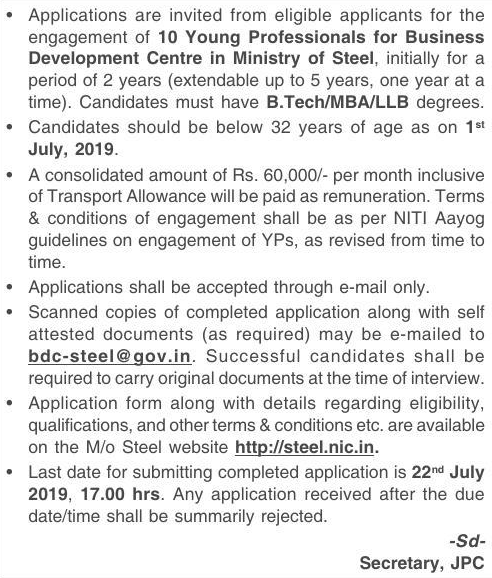 • Applications are invited from eligible applicants for the
engagement of 10 Young Professionals for Business
Development Centre in Ministry of Steel, initially for a
period of 2 years (extendable up to 5 years, one year at a
time). Candidates must have B.Tech/MBA/LLB degrees.
• Candidates should be below 32 years of age as on 1st
July, 2019.
• A consolidated amount of Rs. 60,000/- per month inclusive
of Transport Allowance will be paid as remuneration. Terms
& conditions of engagement shall be as per NITI Aayog
guidelines on engagement of YPs, as revised from time to
time.
• Applications shall be accepted through e-mail only.
• Scanned copies of completed application along with self
attested documents (as required) may be e-mailed to
bdc-steel@gov.in. Successful candidates shall be
required to carry original documents at the time of interview.
• Application form along with details regarding eligibility,
qualifications, and other terms & conditions etc. are available
on the M/o Steel website http://steel.nic.in.
• Last date for submitting completed application is 22nd July
2019, 17.00 hrs. Any application received after the due
date/time shall be summarily rejected.
-Sd-
Secretary, JPC